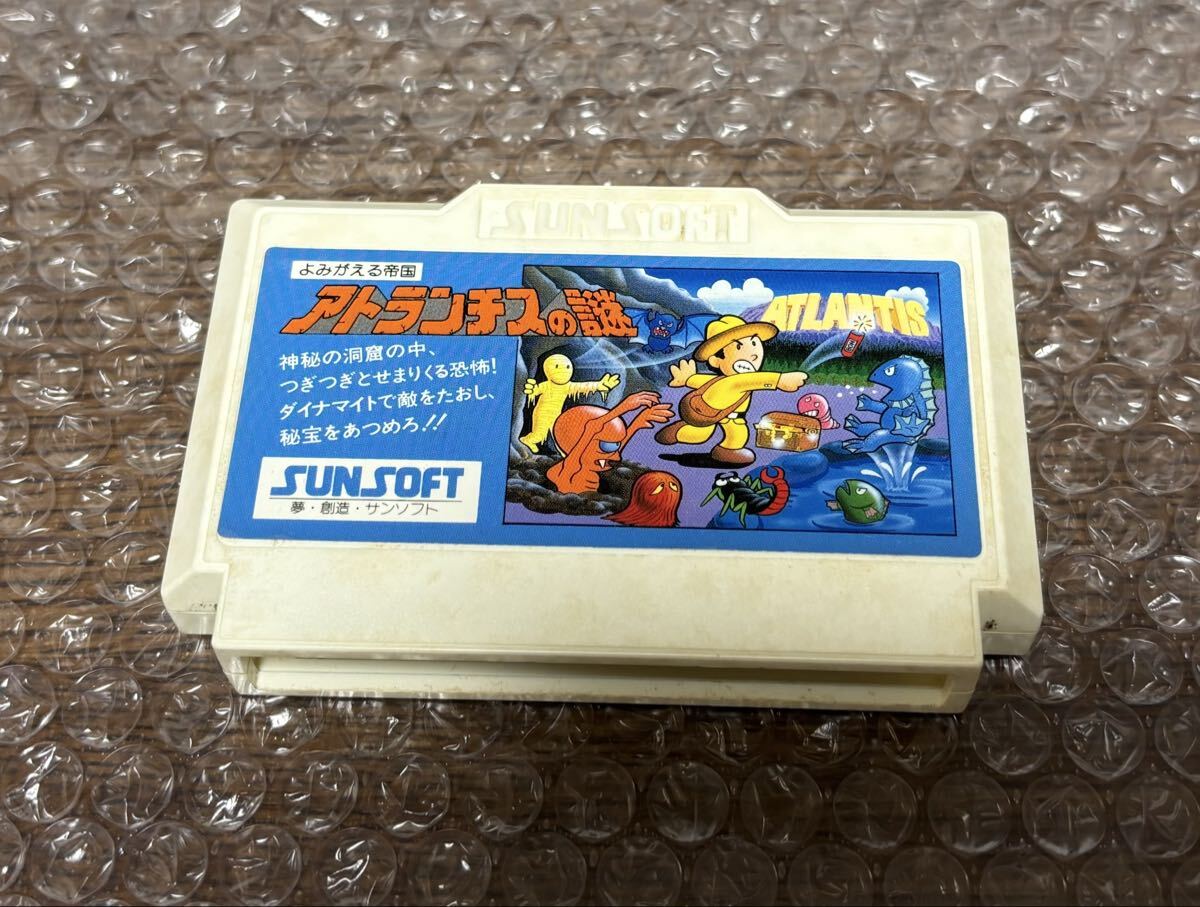 SUNSOFT
よみがえる帝国
アトランチスの謎
ATLANTIS
神秘の洞窟の中、
つぎつぎとせまりくる恐怖!
ダイナマイトで敵をたおし、
秘宝をあつめろ!!
SUNSOFT
夢・創造・サンソフト